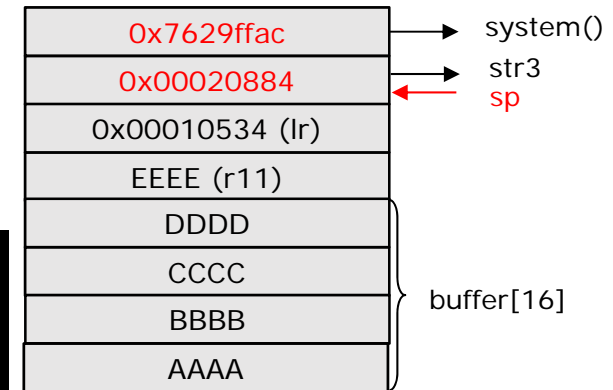 0x7629ffac
system()
0x00020884
str3
sp
0x00010534 (lr)
EEEE (r11)
DDDD
CCCC
BBBB
AAAA
buffer[16]